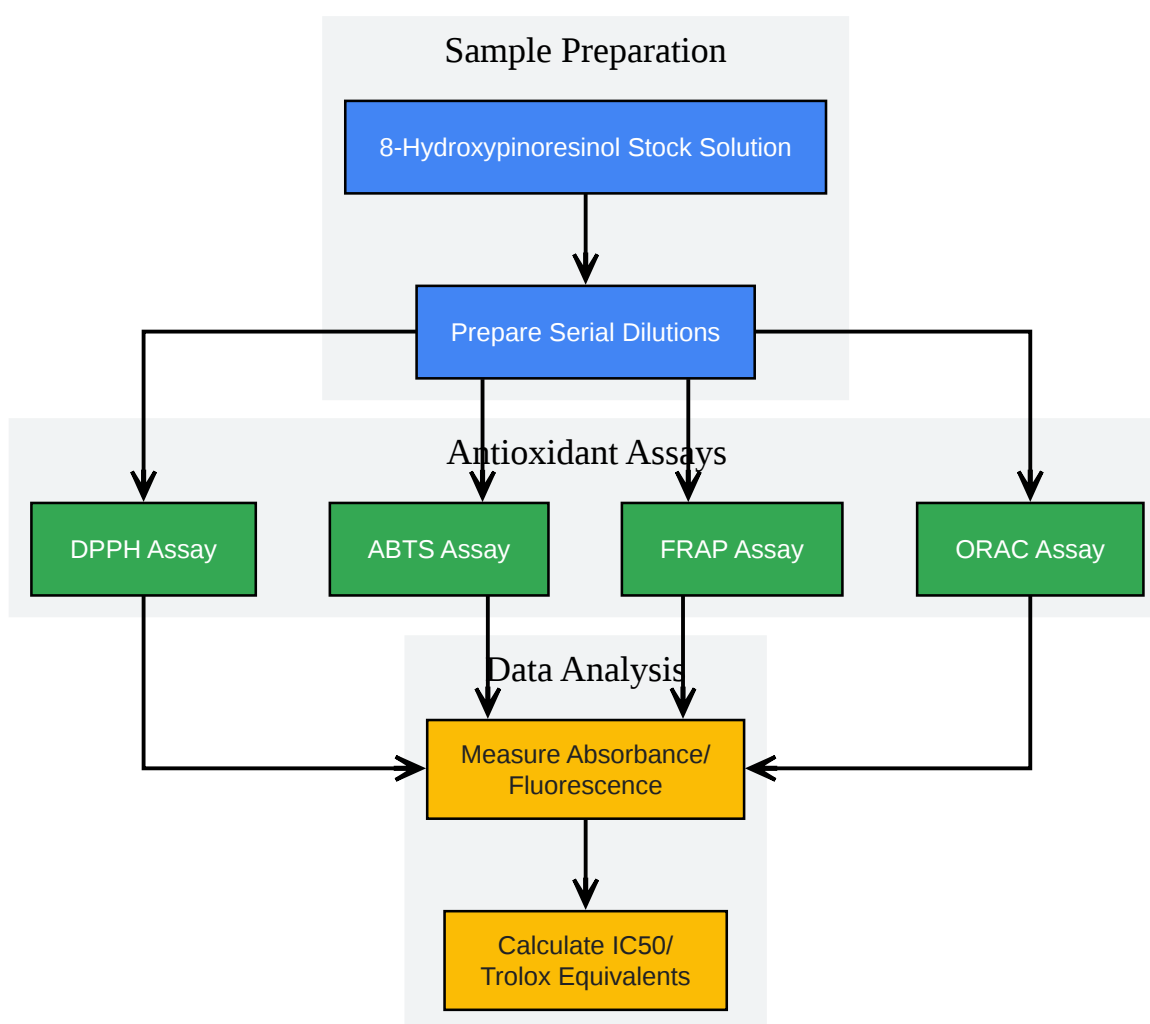 Sample Preparation
8-Hydroxypinoresinol Stock Solution
Prepare Serial Dilutions
Antioxidant Assays
DPPH Assay
ABTS Assay
FRAP Assay
ORAC Assay
Data Analysis
Measure Absorbance/
Fluorescence
Calculate IC50/
Trolox Equivalents